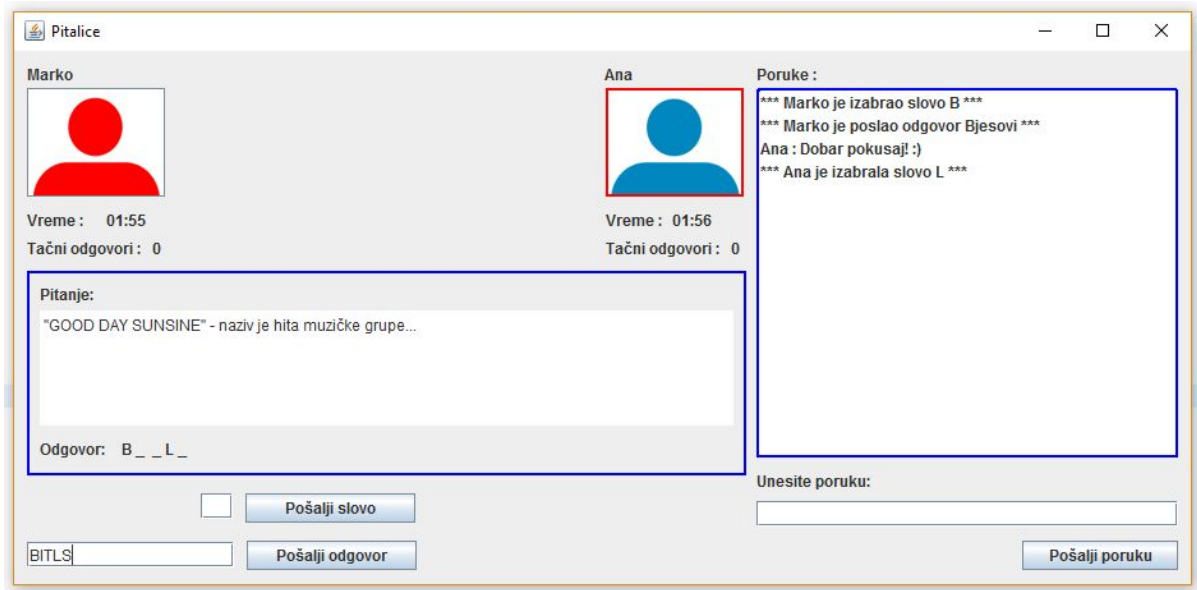 Pitalice
Marko
Ana
Vreme : 01:55
Tačni odgovori : 0
Vreme : 01:56
Tačni odgovori : 0
Pitanje:
"GOOD DAY SUNSINE" - naziv je hita muzičke grupe...
Odgovor: B _ _ L _
Pošalji slovo
BITLS
Pošalji odgovor
Poruke :
*** Marko je izabrao slovo B ***
*** Marko je poslao odgovor Bjesovi ***
Ana : Dobar pokusaj! :)
*** Ana je izabrala slovo L ***
Unesite poruku:
Pošalji poruku